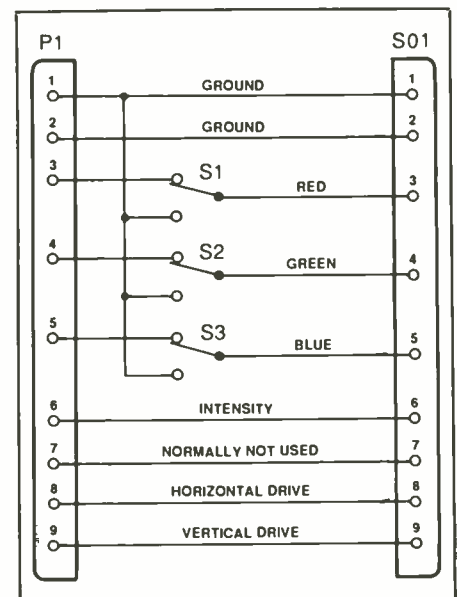 P1 S01
1 GROUND 1
2 GROUND 2
3 S1 RED 3
4 S2 GREEN 4
5 S3 BLUE 5
6 INTENSITY 6
7 NORMALLY NOT USED 7
8 HORIZONTAL DRIVE 8
9 VERTICAL DRIVE 9